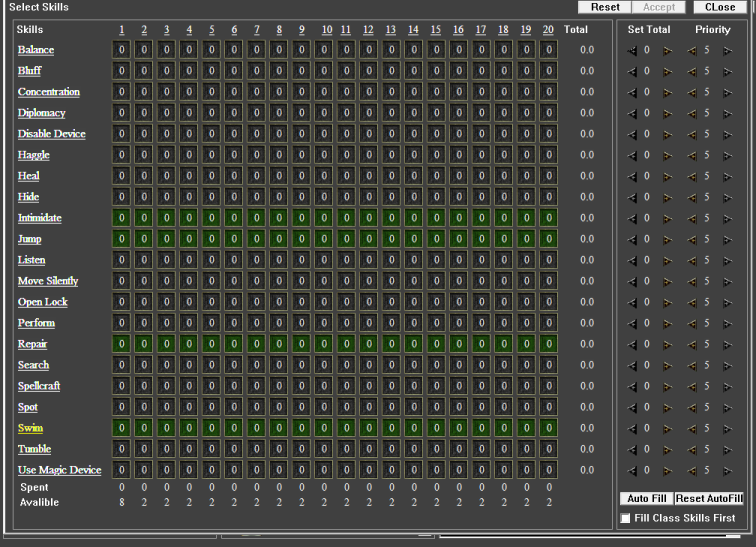 Select Skills Reset Accept CLose
Skills 1 2 3 4 5 6 7 8 9 10 11 12 13 14 15 16 17 18 19 20 Total Set Total Priority
Balance 0 0 0 0 0 0 0 0 0 0 0 0 0 0 0 0 0 0 0 0 0.0 0 5
Bluff 0 0 0 0 0 0 0 0 0 0 0 0 0 0 0 0 0 0 0 0 0.0 0 5
Concentration 0 0 0 0 0 0 0 0 0 0 0 0 0 0 0 0 0 0 0 0 0.0 0 5
Diplomacy 0 0 0 0 0 0 0 0 0 0 0 0 0 0 0 0 0 0 0 0 0.0 0 5
Disable Device 0 0 0 0 0 0 0 0 0 0 0 0 0 0 0 0 0 0 0 0 0.0 0 5
Haggle 0 0 0 0 0 0 0 0 0 0 0 0 0 0 0 0 0 0 0 0 0.0 0 5
Heal 0 0 0 0 0 0 0 0 0 0 0 0 0 0 0 0 0 0 0 0 0.0 0 5
Hide 0 0 0 0 0 0 0 0 0 0 0 0 0 0 0 0 0 0 0 0 0.0 0 5
Intimidate 0 0 0 0 0 0 0 0 0 0 0 0 0 0 0 0 0 0 0 0 0.0 0 5
Jump 0 0 0 0 0 0 0 0 0 0 0 0 0 0 0 0 0 0 0 0 0.0 0 5
Listen 0 0 0 0 0 0 0 0 0 0 0 0 0 0 0 0 0 0 0 0 0.0 0 5
Move Silently 0 0 0 0 0 0 0 0 0 0 0 0 0 0 0 0 0 0 0 0 0.0 0 5
Open Lock 0 0 0 0 0 0 0 0 0 0 0 0 0 0 0 0 0 0 0 0 0.0 0 5
Perform 0 0 0 0 0 0 0 0 0 0 0 0 0 0 0 0 0 0 0 0 0.0 0 5
Repair 0 0 0 0 0 0 0 0 0 0 0 0 0 0 0 0 0 0 0 0 0.0 0 5
Search 0 0 0 0 0 0 0 0 0 0 0 0 0 0 0 0 0 0 0 0 0.0 0 5
Spellcraft 0 0 0 0 0 0 0 0 0 0 0 0 0 0 0 0 0 0 0 0 0.0 0 5
Spot 0 0 0 0 0 0 0 0 0 0 0 0 0 0 0 0 0 0 0 0 0.0 0 5
Swim 0 0 0 0 0 0 0 0 0 0 0 0 0 0 0 0 0 0 0 0 0.0 0 5
Tumble 0 0 0 0 0 0 0 0 0 0 0 0 0 0 0 0 0 0 0 0 0.0 0 5
Use Magic Device 0 0 0 0 0 0 0 0 0 0 0 0 0 0 0 0 0 0 0 0 0.0 0 5
Spent 0 0 0 0 0 0 0 0 0 0 0 0 0 0 0 0 0 0 0 0
Avalible 8 2 2 2 2 2 2 2 2 2 2 2 2 2 2 2 2 2 2 2
Auto Fill Reset AutoFill
Fill Class Skills First